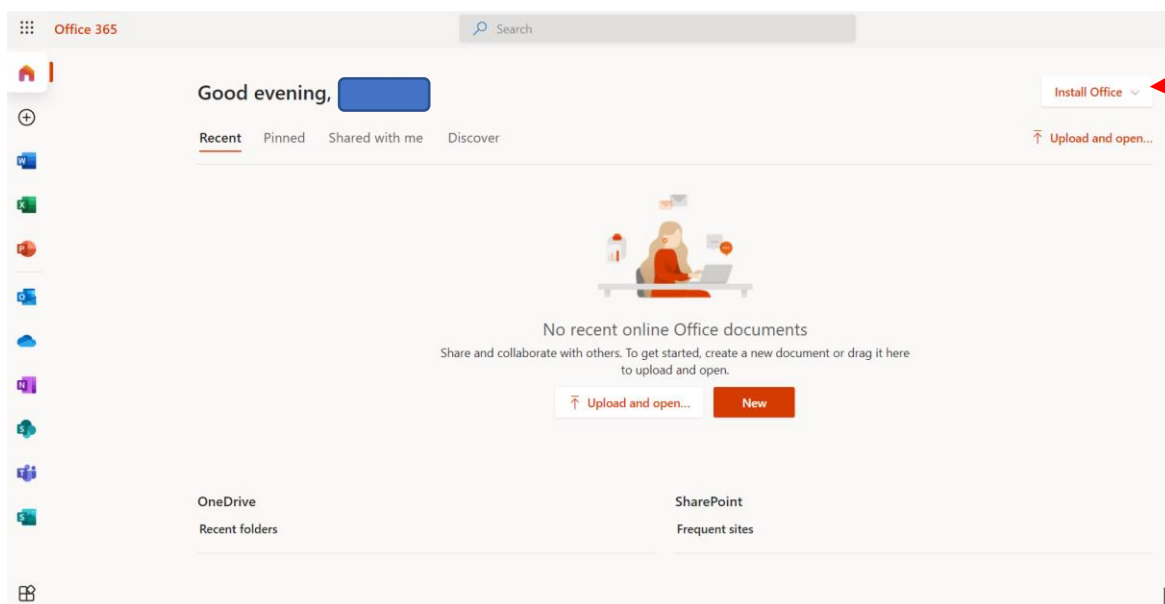 Office 365
Search
Good evening,
Install Office
Recent Pinned Shared with me Discover
Upload and open...
W
X
P
O
N
S
T
S
No recent online Office documents
Share and collaborate with others. To get started, create a new document or drag it here
to upload and open.
Upload and open... New
OneDrive SharePoint
Recent folders Frequent sites